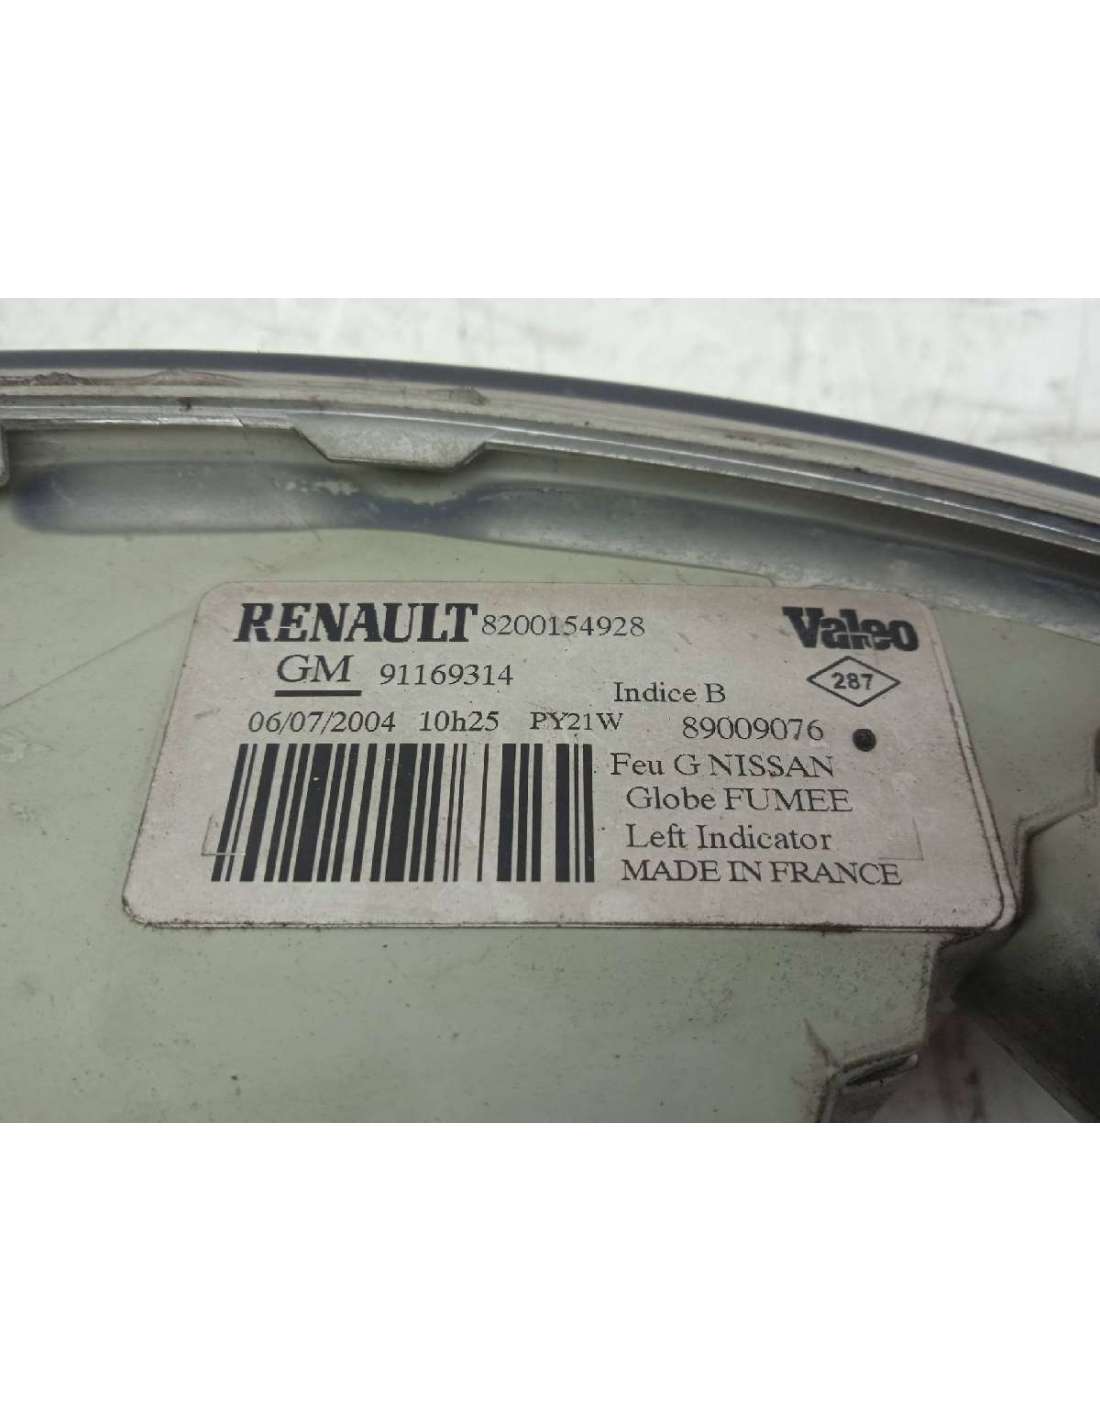 RENAULT 8200154928 Valeo
GM 91169314 Indice B 287
06/07/2004 10h25 PY21W 89009076
Feu G NISSAN
Globe FUMEE
Left Indicator
MADE IN FRANCE